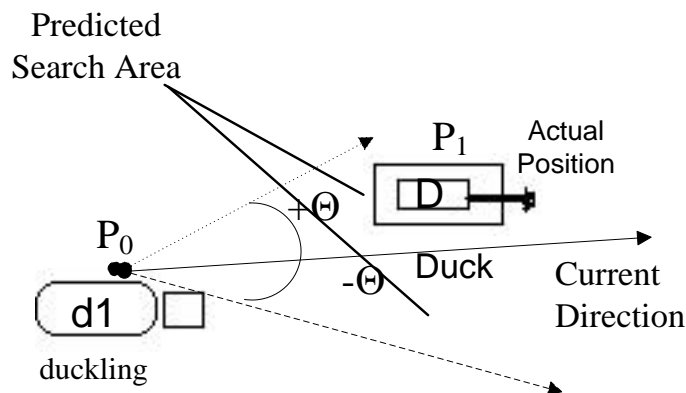 Predicted
Search Area
P1
Actual
Position
D
+Θ
P0
Duck
-Θ
Current
Direction
d1
duckling